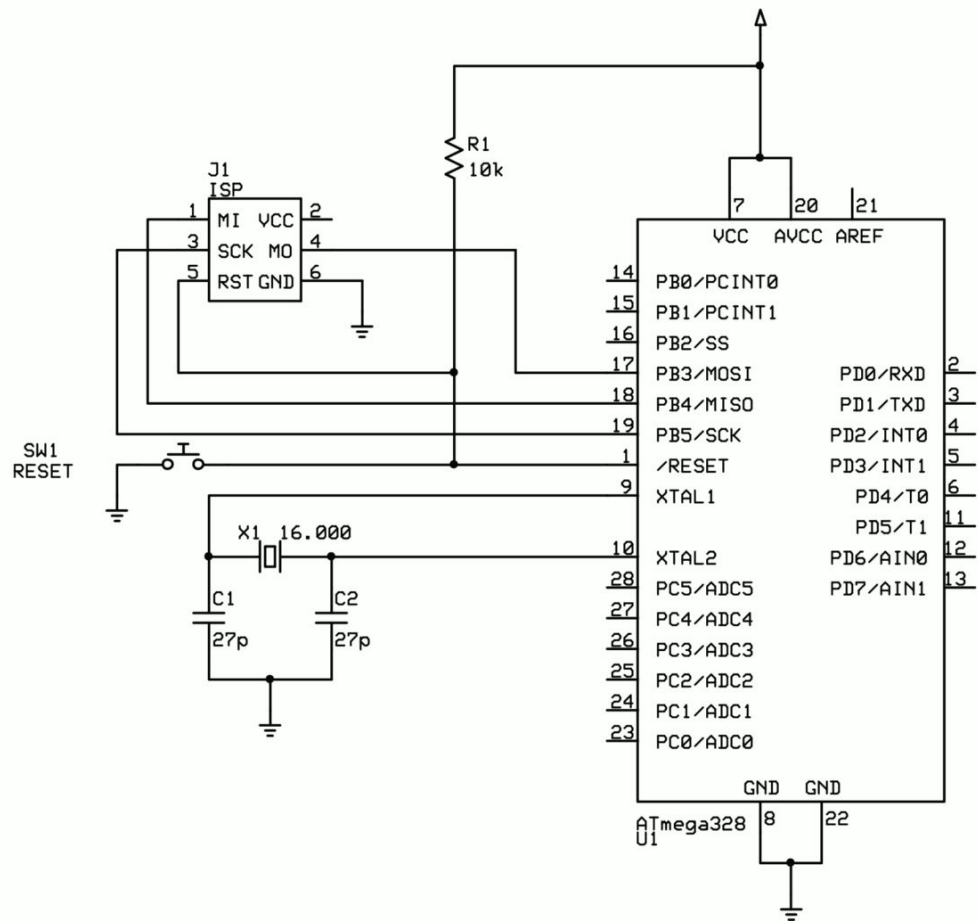 R1
10k
J1
ISP
1 MI VCC 2
3 SCK MO 4
5 RST GND 6
7 20 21
VCC AVCC AREF
14 PB0/PCINT0
15 PB1/PCINT1
16 PB2/SS
17 PB3/MOSI PD0/RXD 2
18 PB4/MISO PD1/TXD 3
19 PB5/SCK PD2/INT0 4
SW1
RESET
1 /RESET PD3/INT1 5
9 XTAL1 PD4/T0 6
PD5/T1 11
X1 16.000
10 XTAL2 PD6/AIN0 12
28 PC5/ADC5 PD7/AIN1 13
C1 C2
27p 27p
27 PC4/ADC4
26 PC3/ADC3
25 PC2/ADC2
24 PC1/ADC1
23 PC0/ADC0
GND GND
8 22
ATmega328
U1